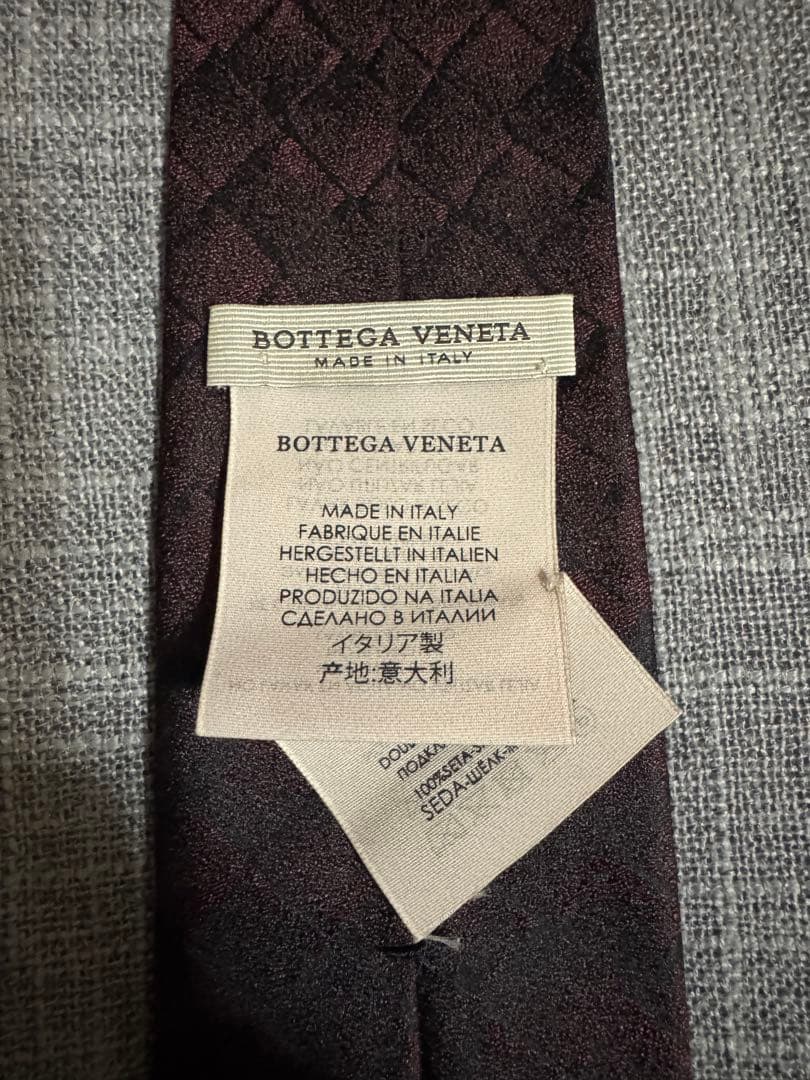 BOTTEGA VENETA
MADE IN ITALY
BOTTEGA VENETA
MADE IN ITALY
FABRIQUE EN ITALIE
HERGESTELLT IN ITALIEN
HECHO EN ITALIA
PRODUZIDO NA ITALIA
СДЕЛАНО В ИТАЛИИ
イタリア製
产地:意大利
100%SETA-
SEDA-ШЁЛК-